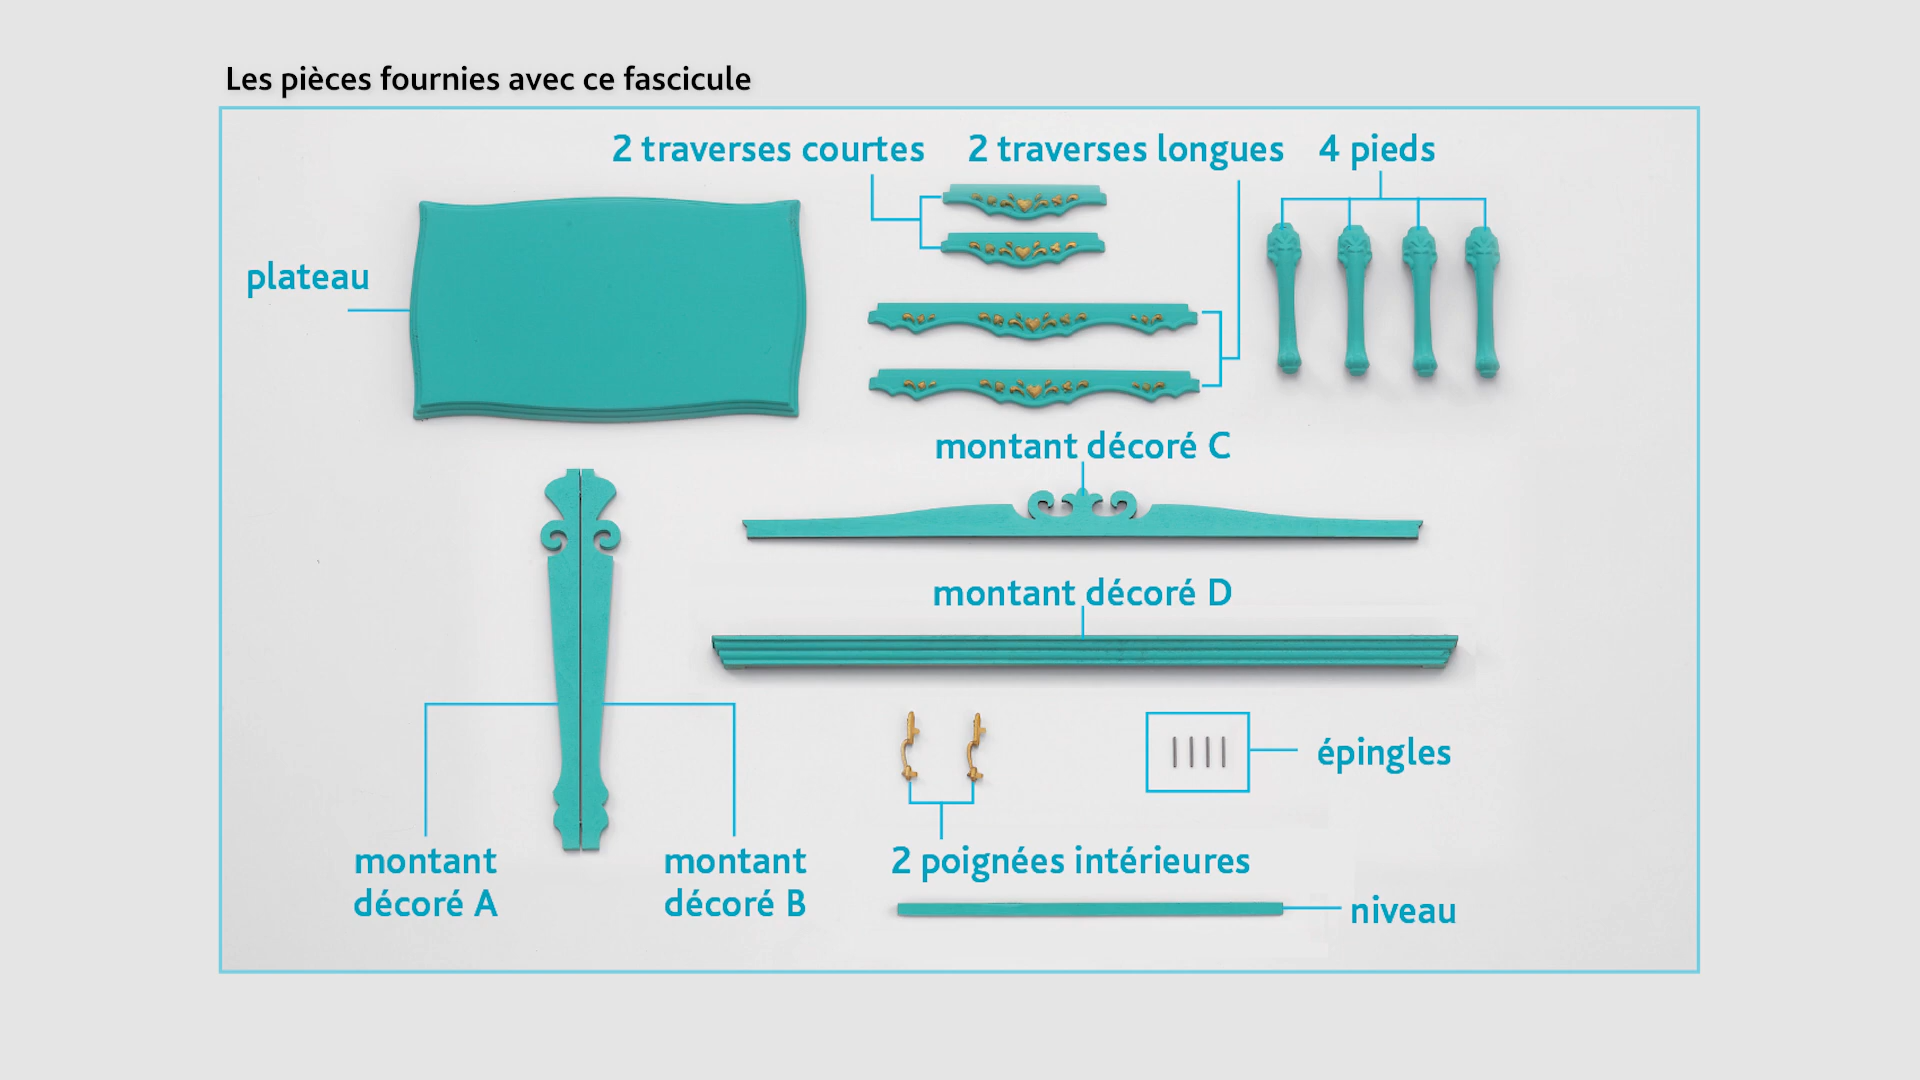 Les pièces fournies avec ce fascicule
2 traverses courtes
2 traverses longues
4 pieds
plateau
montant décoré C
montant décoré D
épingles
montant
décoré A
montant
décoré B
2 poignées intérieures
niveau